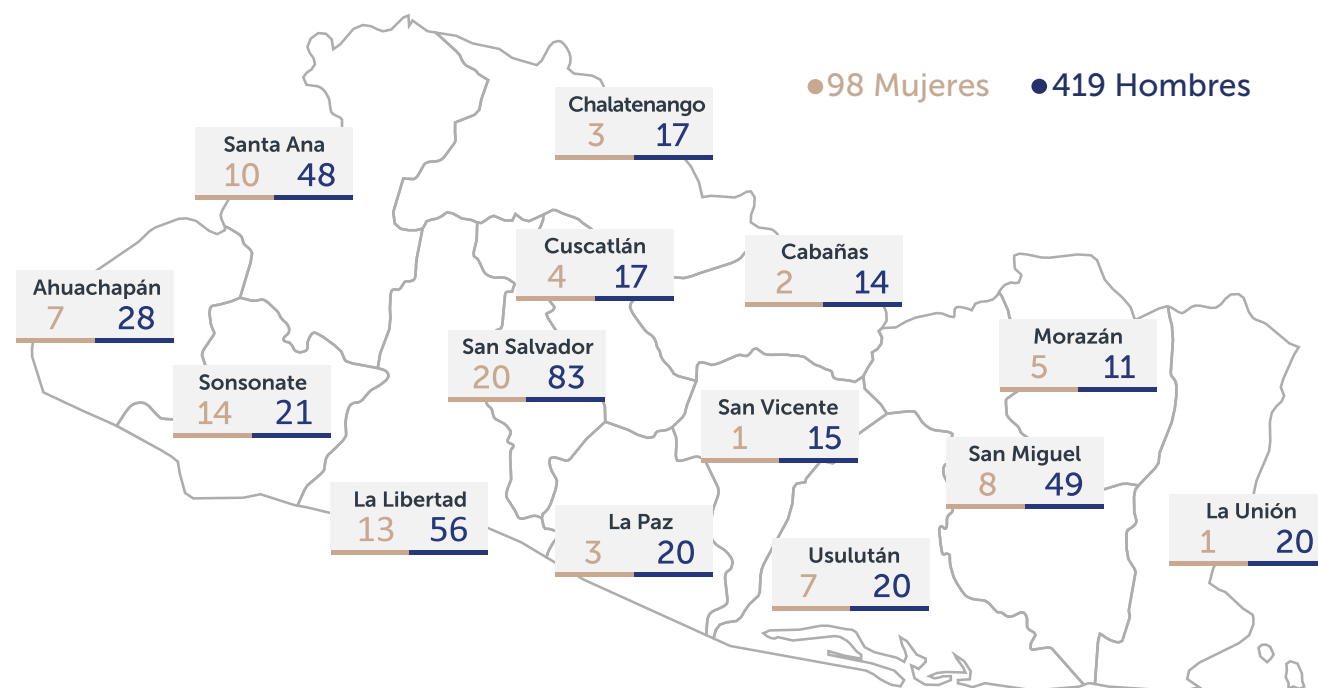 98 Mujeres 419 Hombres
Chalatenango
3 17
Santa Ana
10 48
Cuscatlán
4 17
Cabañas
2 14
Ahuachapán
7 28
San Salvador
20 83
Morazán
5 11
Sonsonate
14 21
San Vicente
1 15
San Miguel
8 49
La Libertad
13 56
La Paz
3 20
La Unión
1 20
Usulután
7 20